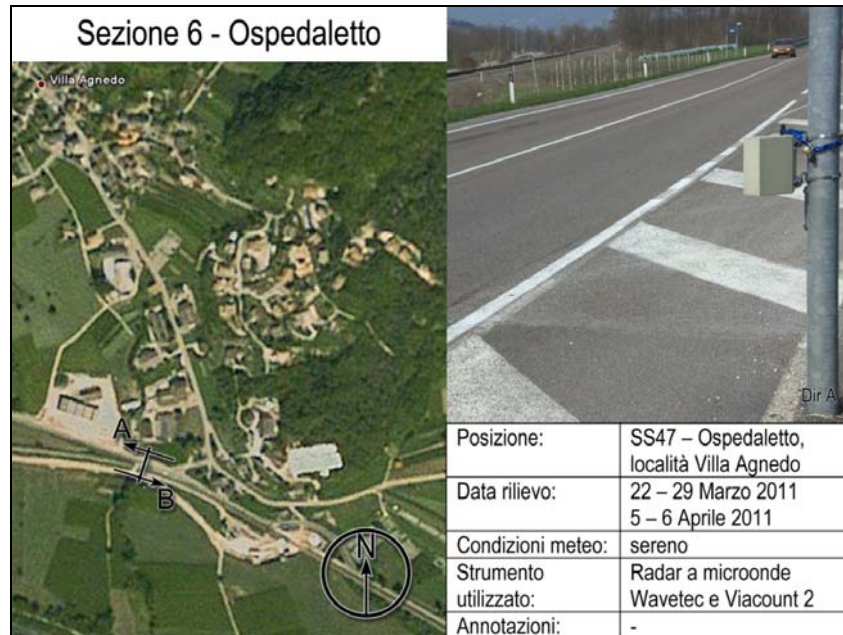 Sezione 6 - Ospedaletto
Villa Agnedo
A
B
N
Dir A
Posizione: SS47 – Ospedaletto,
località Villa Agnedo
Data rilievo: 22 – 29 Marzo 2011
5 – 6 Aprile 2011
Condizioni meteo: sereno
Strumento Radar a microonde
utilizzato: Wavetec e Viacount 2
Annotazioni: -